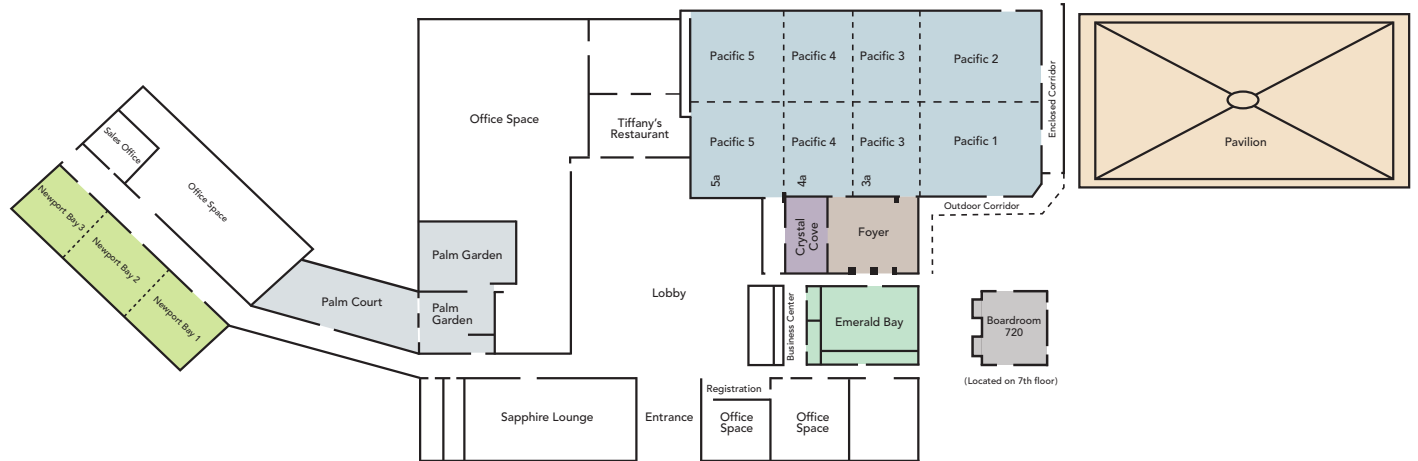 Pacific 5
Pacific 4
Pacific 3
Pacific 2
Enclosed Corridor
Pavilion
Office Space
Tiffany's
Restaurant
Pacific 5
Pacific 4
Pacific 3
Pacific 1
5a
4a
3a
Outdoor Corridor
Sales Office
Office Space
Newport Bay 3
Newport Bay 2
Newport Bay 1
Palm Court
Palm Garden
Palm
Garden
Crystal
Cove
Foyer
Lobby
Business Center
Emerald Bay
Boardroom
720
(Located on 7th floor)
Sapphire Lounge
Entrance
Registration
Office
Space
Office
Space